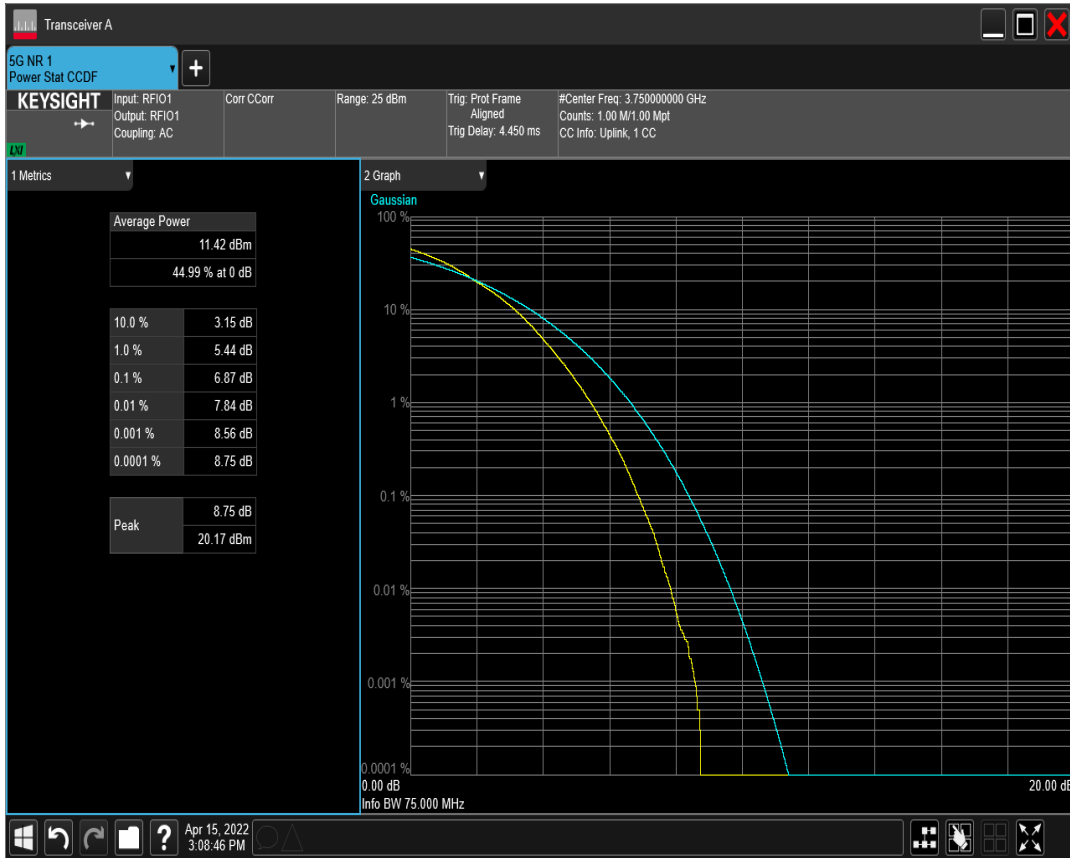 Transceiver A
5G NR 1
Power Stat CCDF
KEYSIGHT
LXI
Input: RFIO1
Output: RFIO1
Coupling: AC
Corr CCorr
Range: 25 dBm
Trig: Prot Frame
Aligned
Trig Delay: 4.450 ms
#Center Freq: 3.750000000 GHz
Counts: 1.00 M/1.00 Mpt
CC Info: Uplink, 1 CC
1 Metrics
Average Power
11.42 dBm
44.99 % at 0 dB
10.0 % 3.15 dB
1.0 % 5.44 dB
0.1 % 6.87 dB
0.01 % 7.84 dB
0.001 % 8.56 dB
0.0001 % 8.75 dB
Peak
8.75 dB
20.17 dBm
2 Graph
Gaussian
100 %
10 %
1 %
0.1 %
0.01 %
0.001 %
0.0001 %
0.00 dB 20.00 dB
Info BW 75.000 MHz
? Apr 15, 2022
3:08:46 PM